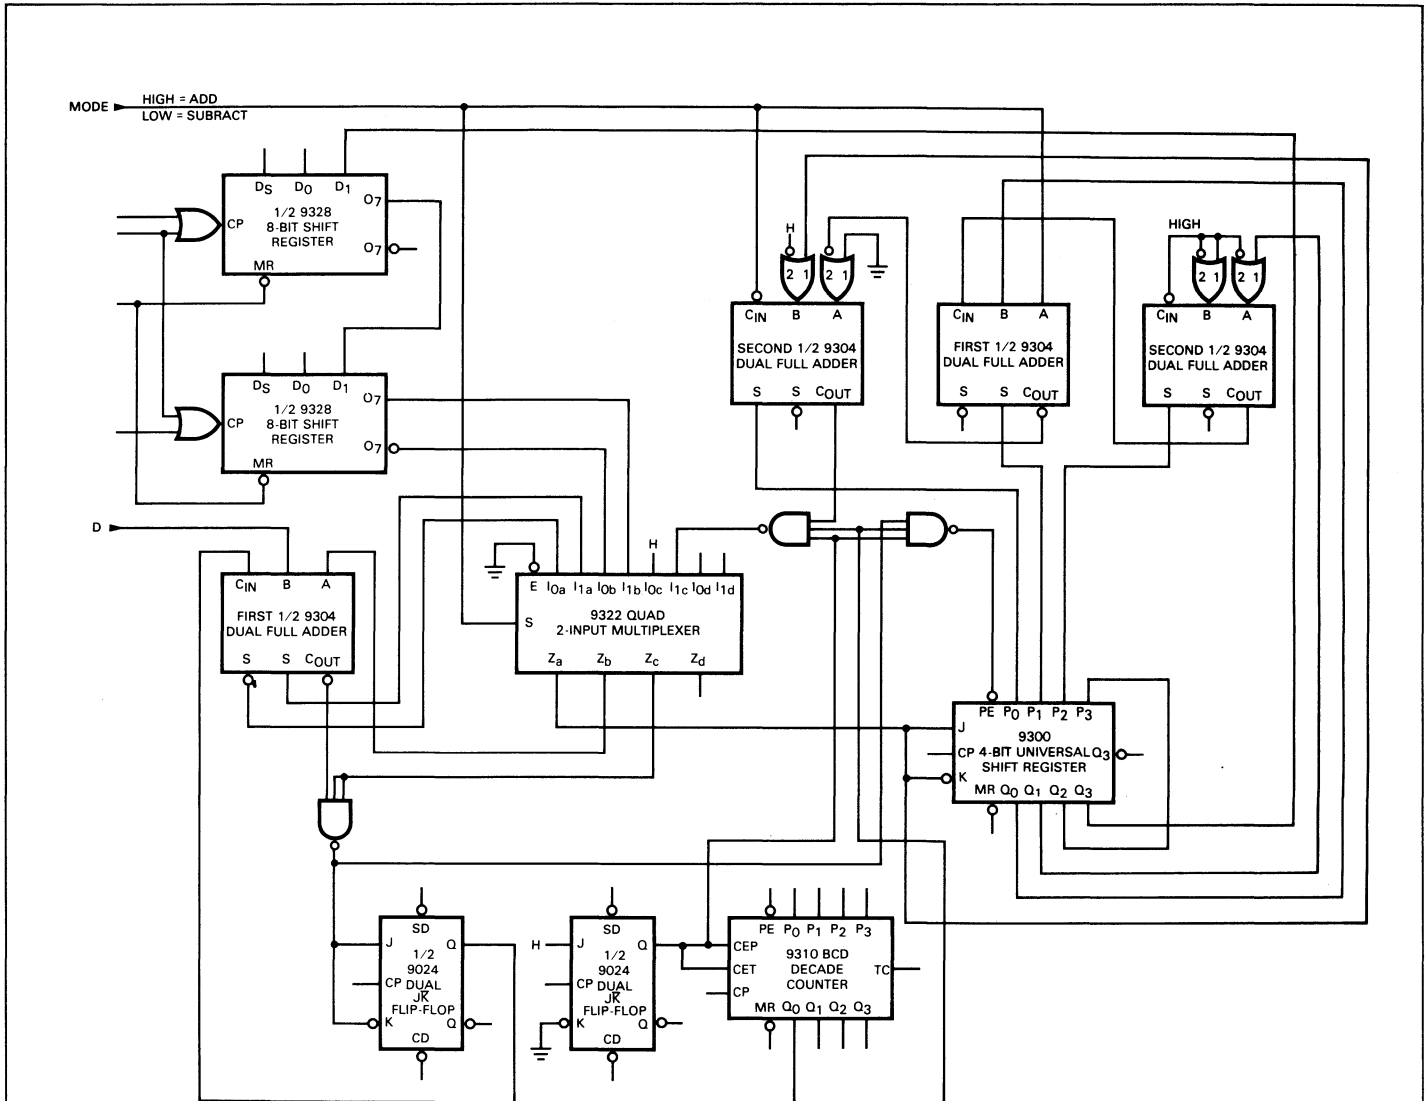 MODE HIGH = ADD
LOW = SUBRACT
DS D0 D1
O7
1/2 9328
8-BIT SHIFT
REGISTER
CP
O7
MR
DS D0 D1
O7
1/2 9328
8-BIT SHIFT
REGISTER
CP
O7
MR
H
2 1 2 1
CIN B A
SECOND 1/2 9304
DUAL FULL ADDER
S S COUT
CIN B A
FIRST 1/2 9304
DUAL FULL ADDER
S S COUT
HIGH
2 1 2 1
CIN B A
SECOND 1/2 9304
DUAL FULL ADDER
S S COUT
D
CIN B A
FIRST 1/2 9304
DUAL FULL ADDER
S S COUT
H
E I0a I1a I0b I1b I0c I1c I0d I1d
S
9322 QUAD
2-INPUT MULTIPLEXER
Za Zb Zc Zd
PE P0 P1 P2 P3
J
9300
CP 4-BIT UNIVERSAL Q3
SHIFT REGISTER
K
MR Q0 Q1 Q2 Q3
SD
J Q
1/2
9024
CP DUAL
JK̅
FLIP-FLOP
K Q
CD
SD
H J Q
1/2
9024
CP DUAL
JK̅
FLIP-FLOP
K Q
CD
PE P0 P1 P2 P3
CEP
9310 BCD
CET DECADE TC
COUNTER
CP
MR Q0 Q1 Q2 Q3